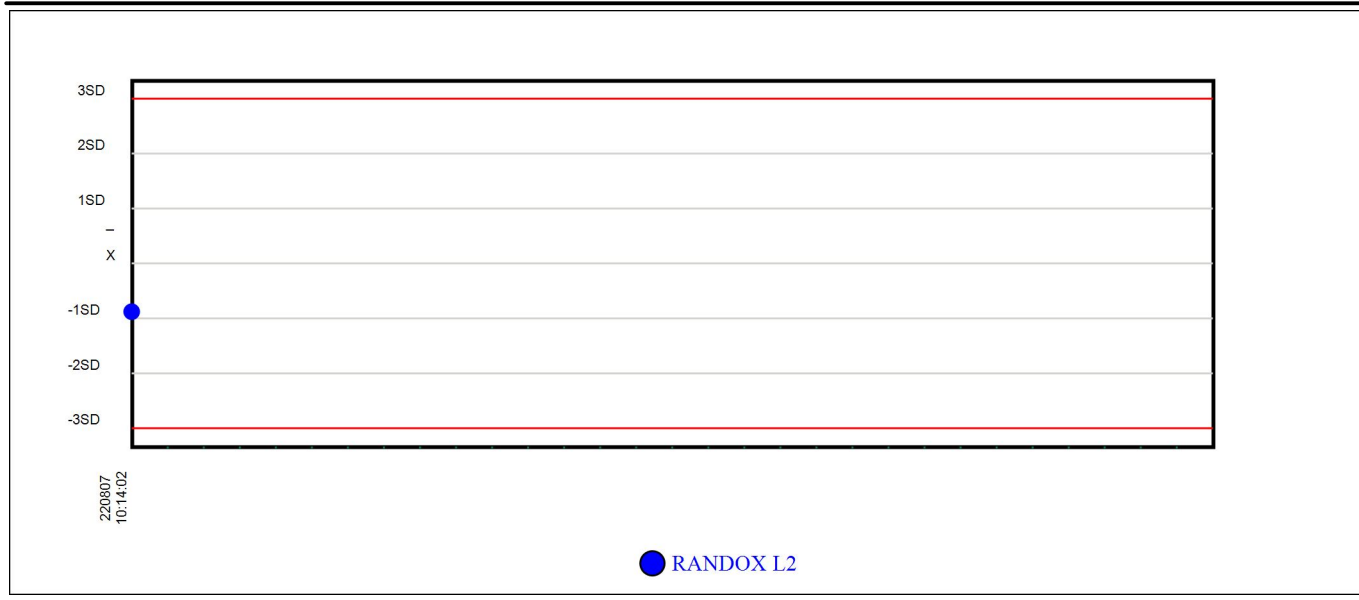 3SD
2SD
1SD
–
X
-1SD
-2SD
-3SD
220807
10:14:02
RANDOX L2